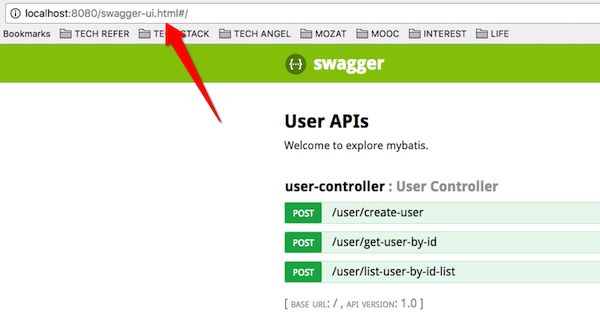 localhost:8080/swagger-ui.html#/
Bookmarks TECH REFER TECH STACK TECH ANGEL MOZAT MOOC INTEREST LIFE
{··} swagger
User APIs
Welcome to explore mybatis.
user-controller : User Controller
POST /user/create-user
POST /user/get-user-by-id
POST /user/list-user-by-id-list
[ BASE URL: / , API VERSION: 1.0 ]